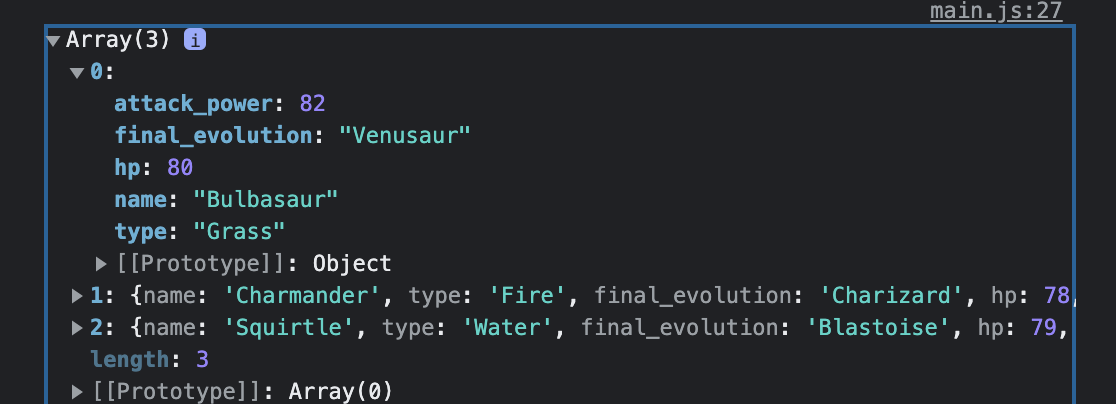 main.js:27
Array(3) i
0:
attack_power: 82
final_evolution: "Venusaur"
hp: 80
name: "Bulbasaur"
type: "Grass"
[[Prototype]]: Object
1: {name: 'Charmander', type: 'Fire', final_evolution: 'Charizard', hp: 78,
2: {name: 'Squirtle', type: 'Water', final_evolution: 'Blastoise', hp: 79,
length: 3
[[Prototype]]: Array(0)